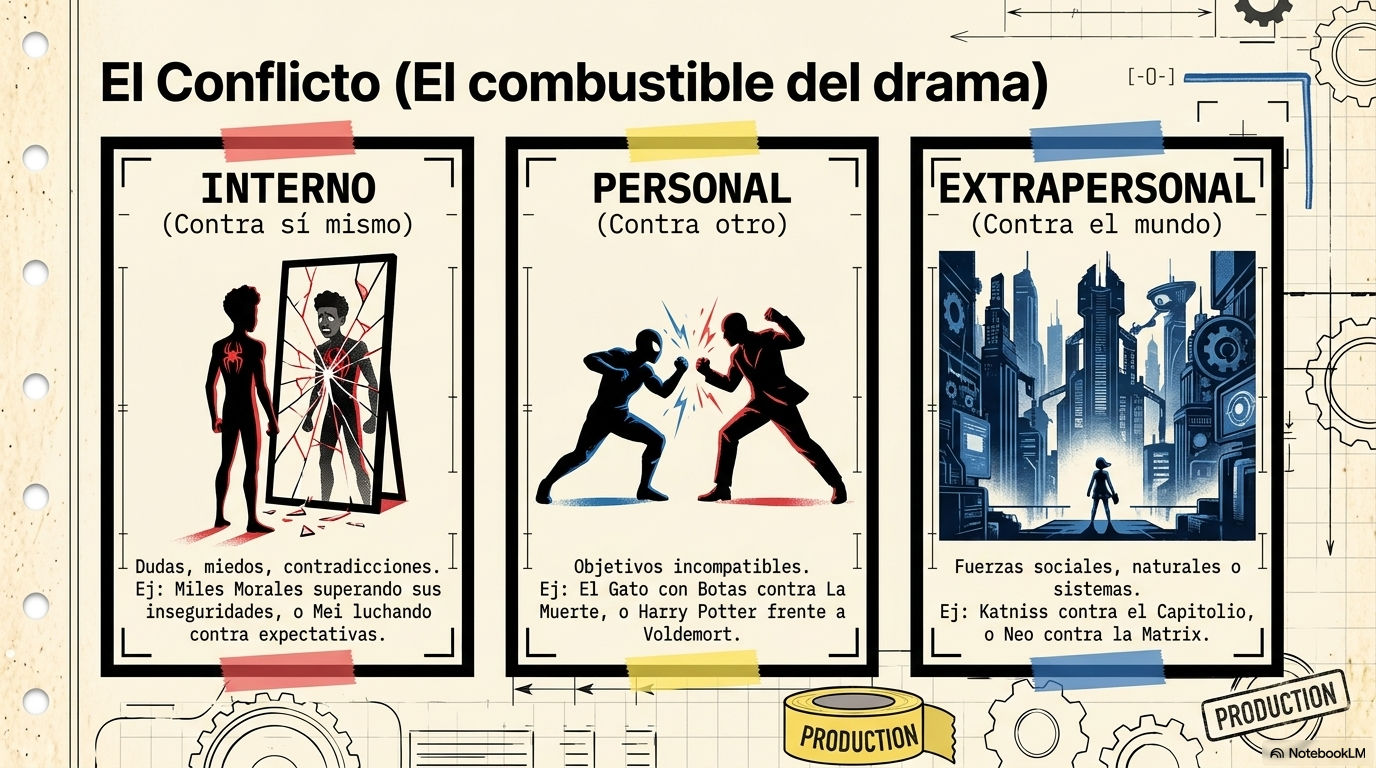 El Conflicto (El combustible del drama)
[-0-]
INTERNO
(Contra sí mismo)
Dudas, miedos, contradicciones.
Ej: Miles Morales superando sus
inseguridades, o Mei luchando
contra expectativas.
PERSONAL
(Contra otro)
Objetivos incompatibles.
Ej: El Gato con Botas contra La
Muerte, o Harry Potter frente a
Voldemort.
EXTRAPERSONAL
(Contra el mundo)
Fuerzas sociales, naturales o
sistemas.
Ej: Katniss contra el Capitolio,
o Neo contra la Matrix.
PRODUCTION
PRODUCTION
NotebookLM